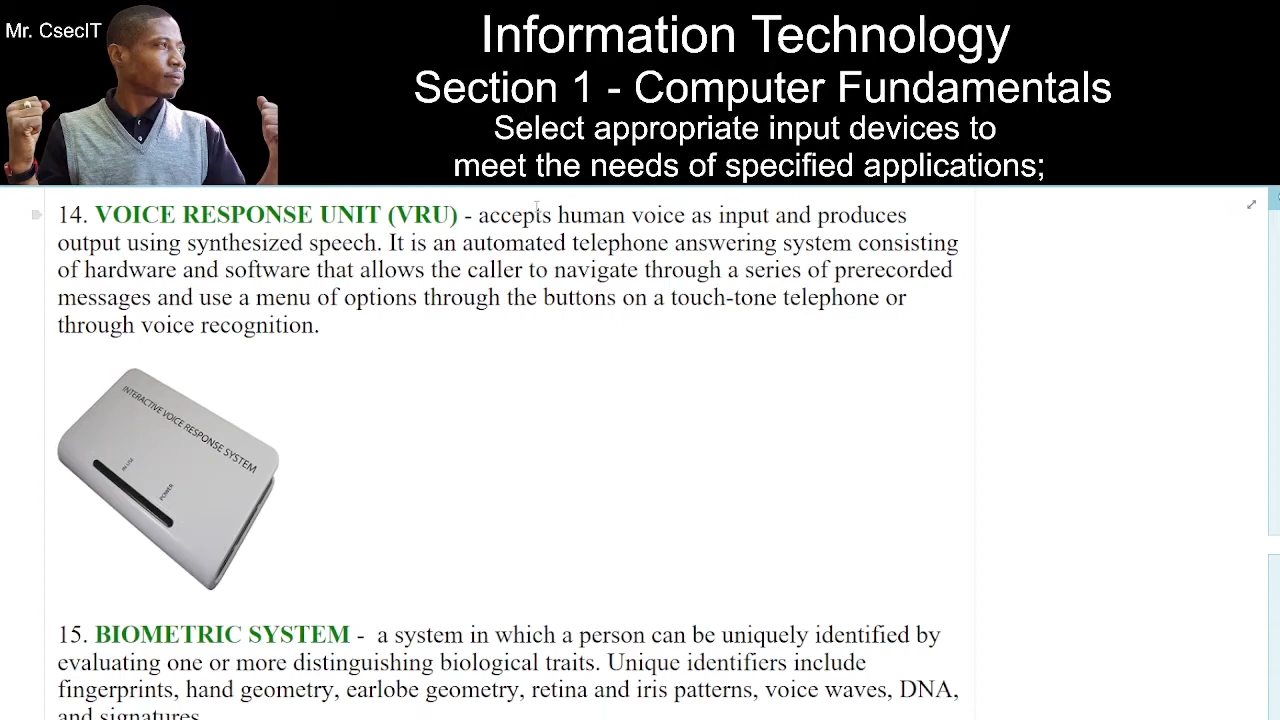 Mr. CsecIT
Information Technology
Section 1 - Computer Fundamentals
Select appropriate input devices to
meet the needs of specified applications;
14. VOICE RESPONSE UNIT (VRU) - accepts human voice as input and produces
output using synthesized speech. It is an automated telephone answering system consisting
of hardware and software that allows the caller to navigate through a series of prerecorded
messages and use a menu of options through the buttons on a touch-tone telephone or
through voice recognition.
INTERACTIVE VOICE RESPONSE SYSTEM
IN USE
POWER
15. BIOMETRIC SYSTEM - a system in which a person can be uniquely identified by
evaluating one or more distinguishing biological traits. Unique identifiers include
fingerprints, hand geometry, earlobe geometry, retina and iris patterns, voice waves, DNA,
and signatures.